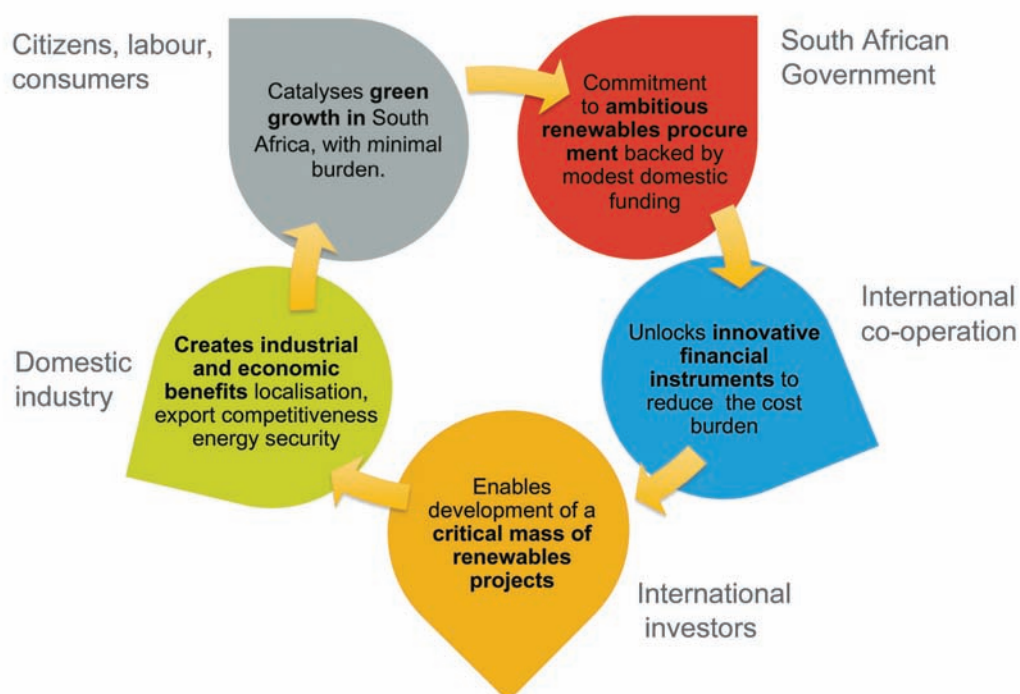 Citizens, labour,
consumers
Catalyses green
growth in South
Africa, with minimal
burden.
South African
Government
Commitment
to ambitious
renewables procure
ment backed by
modest domestic
funding
International
co-operation
Unlocks innovative
financial
instruments to
reduce the cost
burden
International
investors
Enables
development of a
critical mass of
renewables
projects
Domestic
industry
Creates industrial
and economic
benefits localisation,
export competitiveness
energy security